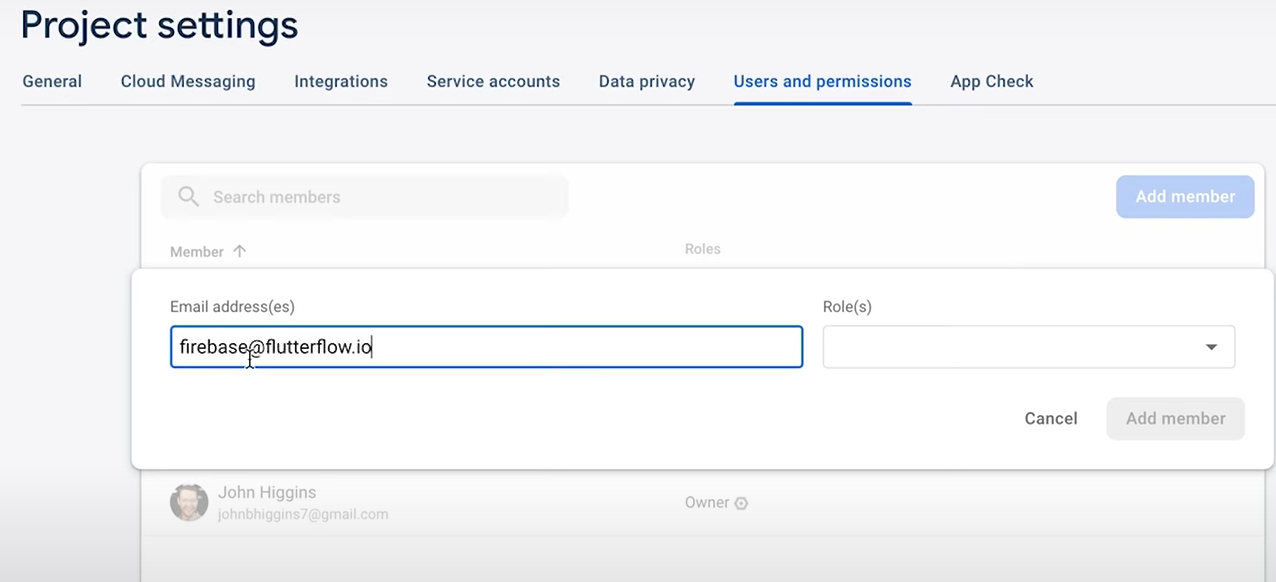 Project settings
General Cloud Messaging Integrations Service accounts Data privacy Users and permissions App Check
Search members
Add member
Member Roles
Email address(es) Role(s)
firebase@flutterflow.io
Cancel Add member
John Higgins
johnbhiggins7@gmail.com
Owner